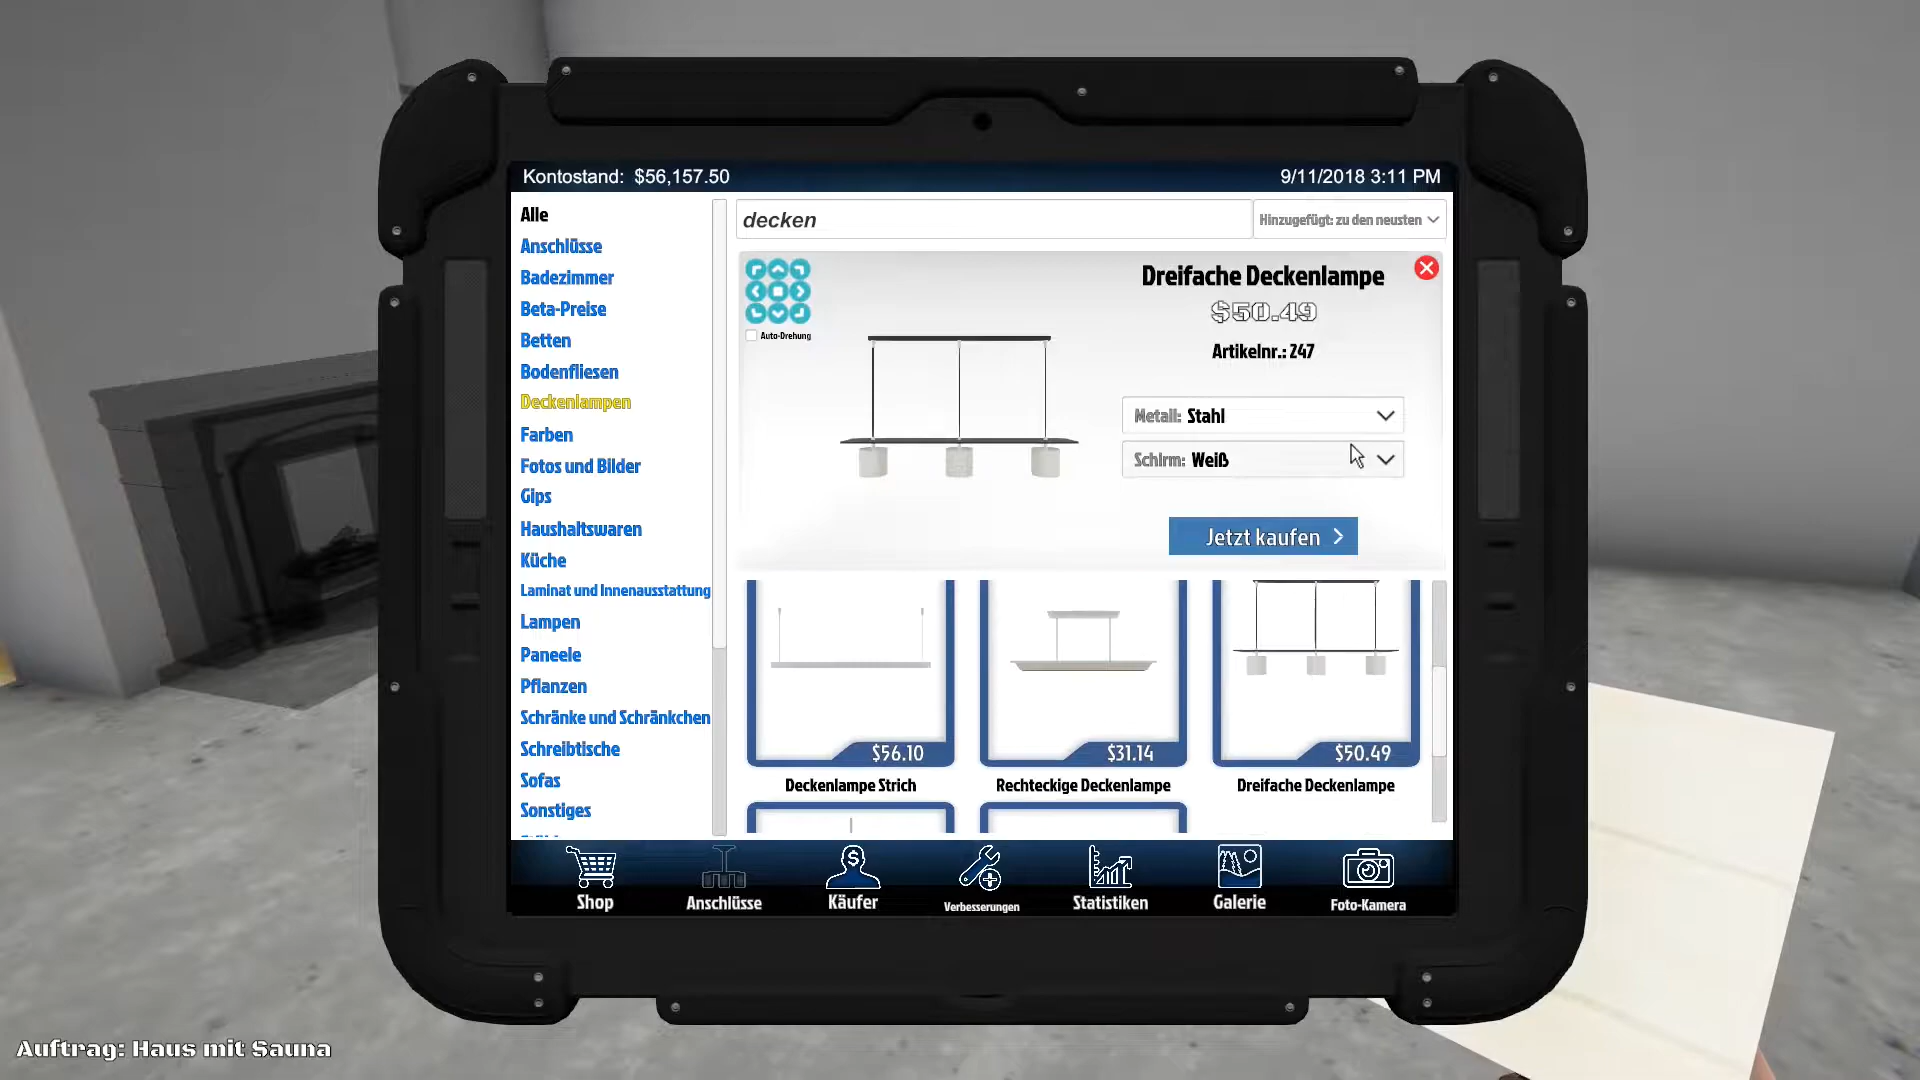 Kontostand: $56,157.50
9/11/2018 3:11 PM
Alle
Anschlüsse
Badezimmer
Beta-Preise
Betten
Bodenfliesen
Deckenlampen
Farben
Fotos und Bilder
Gips
Haushaltswaren
Küche
Laminat und Innenausstattung
Lampen
Paneele
Pflanzen
Schränke und Schränkchen
Schreibtische
Sofas
Sonstiges
decken
Hinzugefügt: zu den neusten
Auto-Drehung
Dreifache Deckenlampe
$50.49
Artikelnr.: 247
Metall: Stahl
Schirm: Weiß
Jetzt kaufen
$56.10
$31.14
$50.49
Deckenlampe Strich
Rechteckige Deckenlampe
Dreifache Deckenlampe
Shop
Anschlüsse
Käufer
Verbesserungen
Statistiken
Galerie
Foto-Kamera
Auftrag: Haus mit Sauna